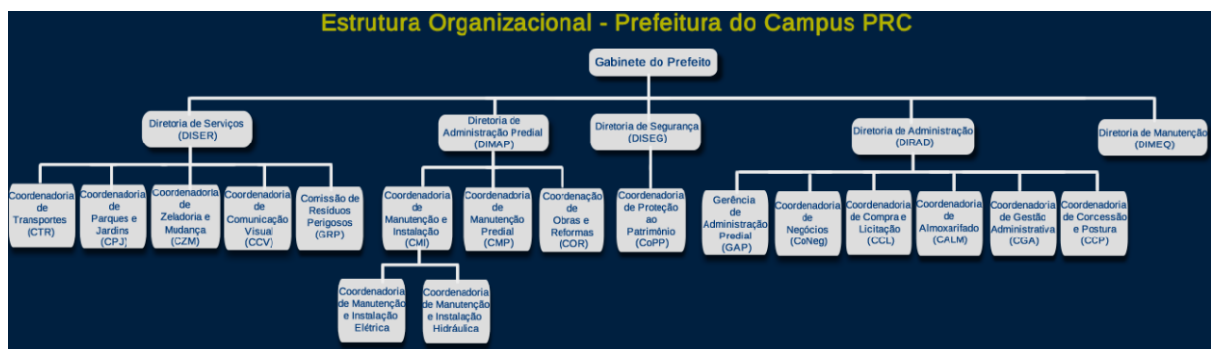 Estrutura Organizacional - Prefeitura do Campus PRC
Gabinete do Prefeito
Diretoria de Serviços
(DISER)
Diretoria de
Administração Predial
(DIMAP)
Diretoria de Segurança
(DISEG)
Diretoria de Administração
(DIRAD)
Diretoria de Manutenção
(DIMEQ)
Coordenadoria
de
Transportes
(CTR)
Coordenadoria
de
Parques e
Jardins
(CPJ)
Coordenadoria
de
Zeladoria e
Mudança
(CZM)
Coordenadoria
de
Comunicação
Visual
(CCV)
Comissão de
Resíduos
Perigosos
(GRP)
Coordenadoria
de
Manutenção e
Instalação
(CMI)
Coordenadoria
de
Manutenção
Predial
(CMP)
Coordenação
de
Obras e
Reformas
(COR)
Coordenadoria
de Proteção
ao
Patrimônio
(CoPP)
Gerência
de
Administração
Predial
(GAP)
Coordenadoria
de
Negócios
(CoNeg)
Coordenadoria
de Compra e
Licitação
(CCL)
Coordenadoria
de
Almoxarifado
(CALM)
Coordenadoria
de Gestão
Administrativa
(CGA)
Coordenadoria
de Corcessão
e Postura
(CCP)
Coordenadoria
de Manutenção
e Instalação
Elétrica
Coordenadoria
de Manutenção
e Instalação
Hidráulica